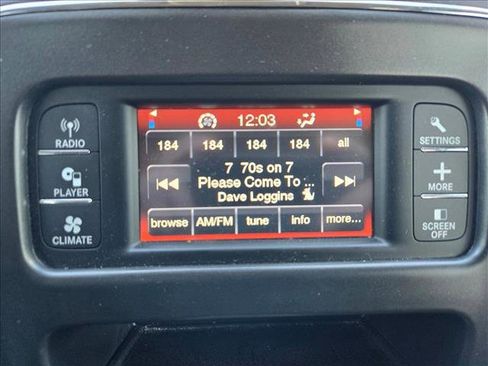 12:03
184 184 184 184 all
7 70s on 7
Please Come To ...
Dave Loggins
browse AM/FM tune info more...
RADIO
PLAYER
CLIMATE
SETTINGS
MORE
SCREEN
OFF